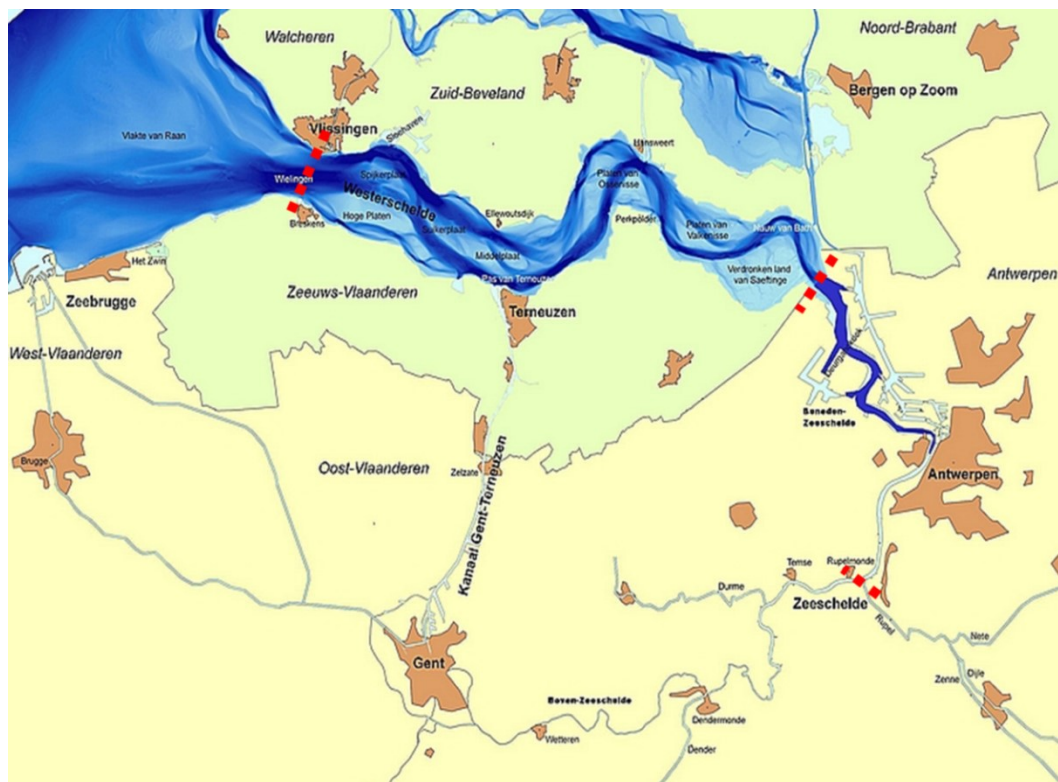 Walcheren
Noord-Brabant
Zuid-Beveland
Bergen op Zoom
Vlakte van Raan
Vlissingen
Sloehaven
Hansweert
Wielingen
Spijkerplaat
Platen van
Ossenisse
Westerschelde
Breskens
Hoge Platen
Suikerplaat
Ellewoutsdijk
Perkpolder
Platen van
Valkenisse
Nauw van Bath
Middelplaat
Het Zwin
Verdronken land
van Saeftinge
Antwerpen
Pas van Terneuzen
Zeeuws-Vlaanderen
Zeebrugge
Terneuzen
West-Vlaanderen
Beneden-
Zeeschelde
Brugge
Oost-Vlaanderen
Zelzate
Antwerpen
Kanaal Gent-Terneuzen
Temse
Rupelmonde
Durme
Zeeschelde
Rupel
Nete
Gent
Dijle
Zenne
Boven-Zeeschelde
Dendermonde
Wetteren
Dender